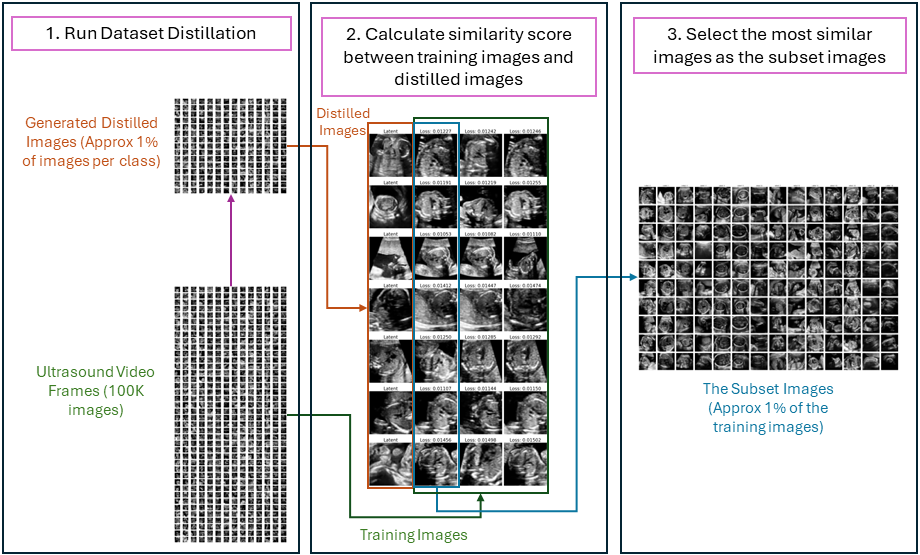 1. Run Dataset Distillation
Generated Distilled
Images (Approx 1%
of images per class)
Ultrasound Video
Frames (100K
images)
2. Calculate similarity score
between training images and
distilled images
Distilled
Images
Latent Loss: 0.01227 Loss: 0.01242 Loss: 0.01246
Latent Loss: 0.01191 Loss: 0.01219 Loss: 0.01255
Latent Loss: 0.01053 Loss: 0.01082 Loss: 0.01110
Latent Loss: 0.01412 Loss: 0.01447 Loss: 0.01474
Latent Loss: 0.01250 Loss: 0.01285 Loss: 0.01292
Latent Loss: 0.01107 Loss: 0.01144 Loss: 0.01150
Latent Loss: 0.01456 Loss: 0.01498 Loss: 0.01502
Training Images
3. Select the most similar
images as the subset images
The Subset Images
(Approx 1% of the
training images)